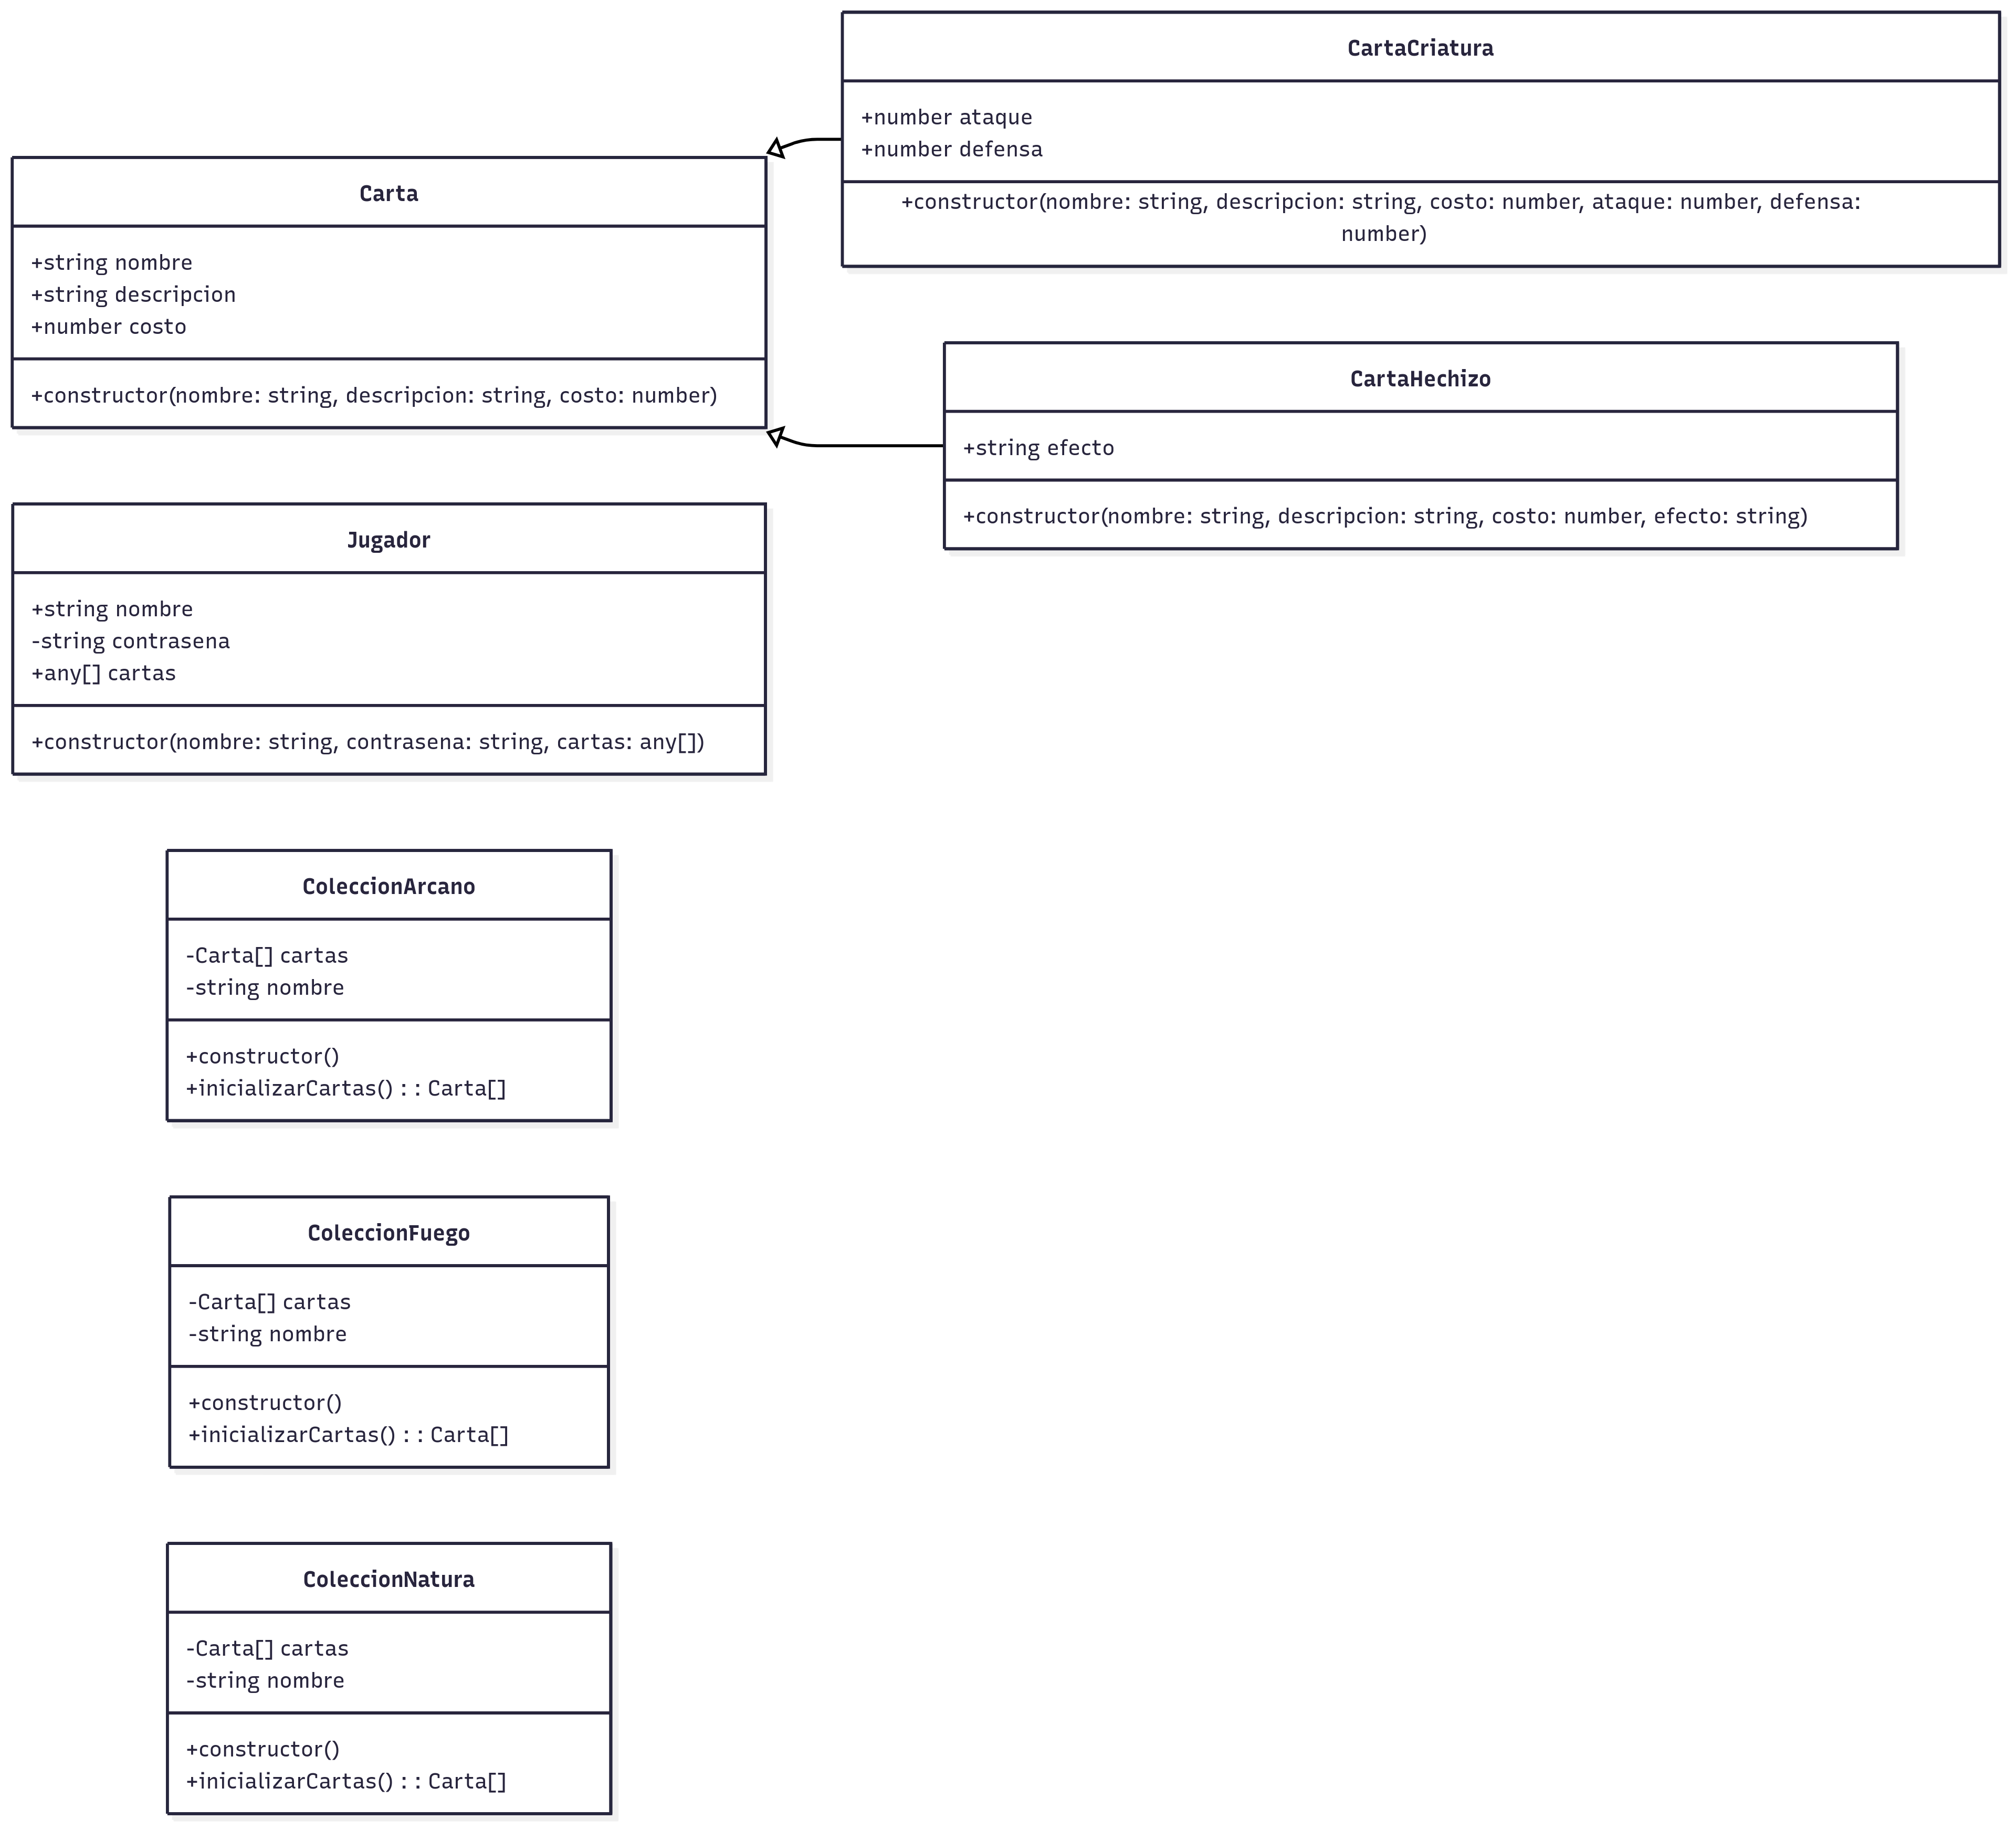 CartaCriatura
+number ataque
+number defensa
+constructor(nombre: string, descripcion: string, costo: number, ataque: number, defensa:
number)
Carta
+string nombre
+string descripcion
+number costo
+constructor(nombre: string, descripcion: string, costo: number)
CartaHechizo
+string efecto
+constructor(nombre: string, descripcion: string, costo: number, efecto: string)
Jugador
+string nombre
-string contrasena
+any[] cartas
+constructor(nombre: string, contrasena: string, cartas: any[])
ColeccionArcano
-Carta[] cartas
-string nombre
+constructor()
+inicializarCartas() : : Carta[]
ColeccionFuego
-Carta[] cartas
-string nombre
+constructor()
+inicializarCartas() : : Carta[]
ColeccionNatura
-Carta[] cartas
-string nombre
+constructor()
+inicializarCartas() : : Carta[]